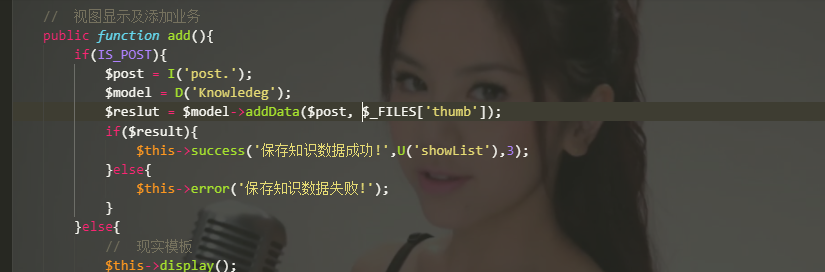 // 视图显示及添加业务
public function add(){
if(IS_POST){
$post = I('post.');
$model = D('Knowledeg');
$reslut = $model->addData($post, $_FILES['thumb']);
if($result){
$this->success('保存知识数据成功!',U('showList'),3);
}else{
$this->error('保存知识数据失败!');
}
}else{
// 现实模板
$this->display();